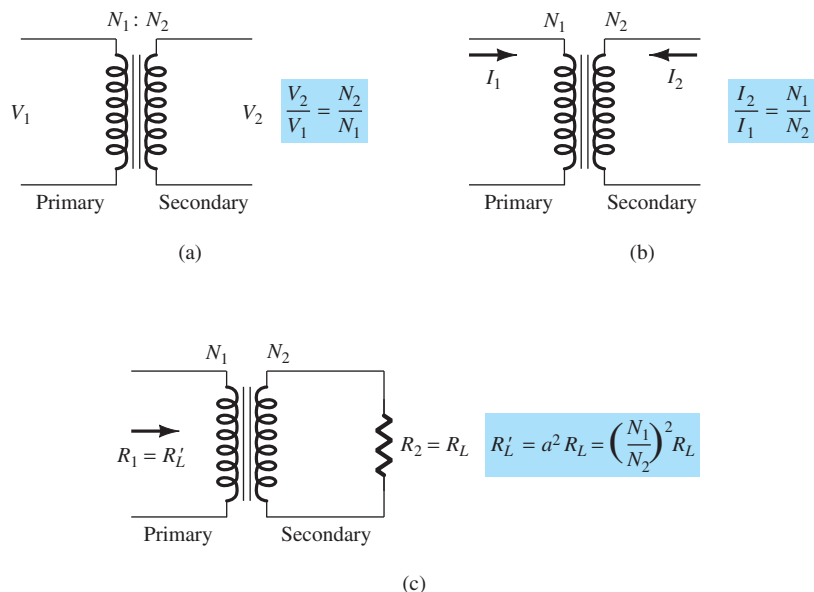 N₁ : N₂
V₁
V₂
V₂/V₁ = N₂/N₁
Primary
Secondary
(a)
N₁
N₂
I₁
I₂
I₂/I₁ = N₁/N₂
Primary
Secondary
(b)
N₁
N₂
R₁ = R′L
R₂ = RL
R′L = a² RL = (N₁/N₂)² RL
Primary
Secondary
(c)